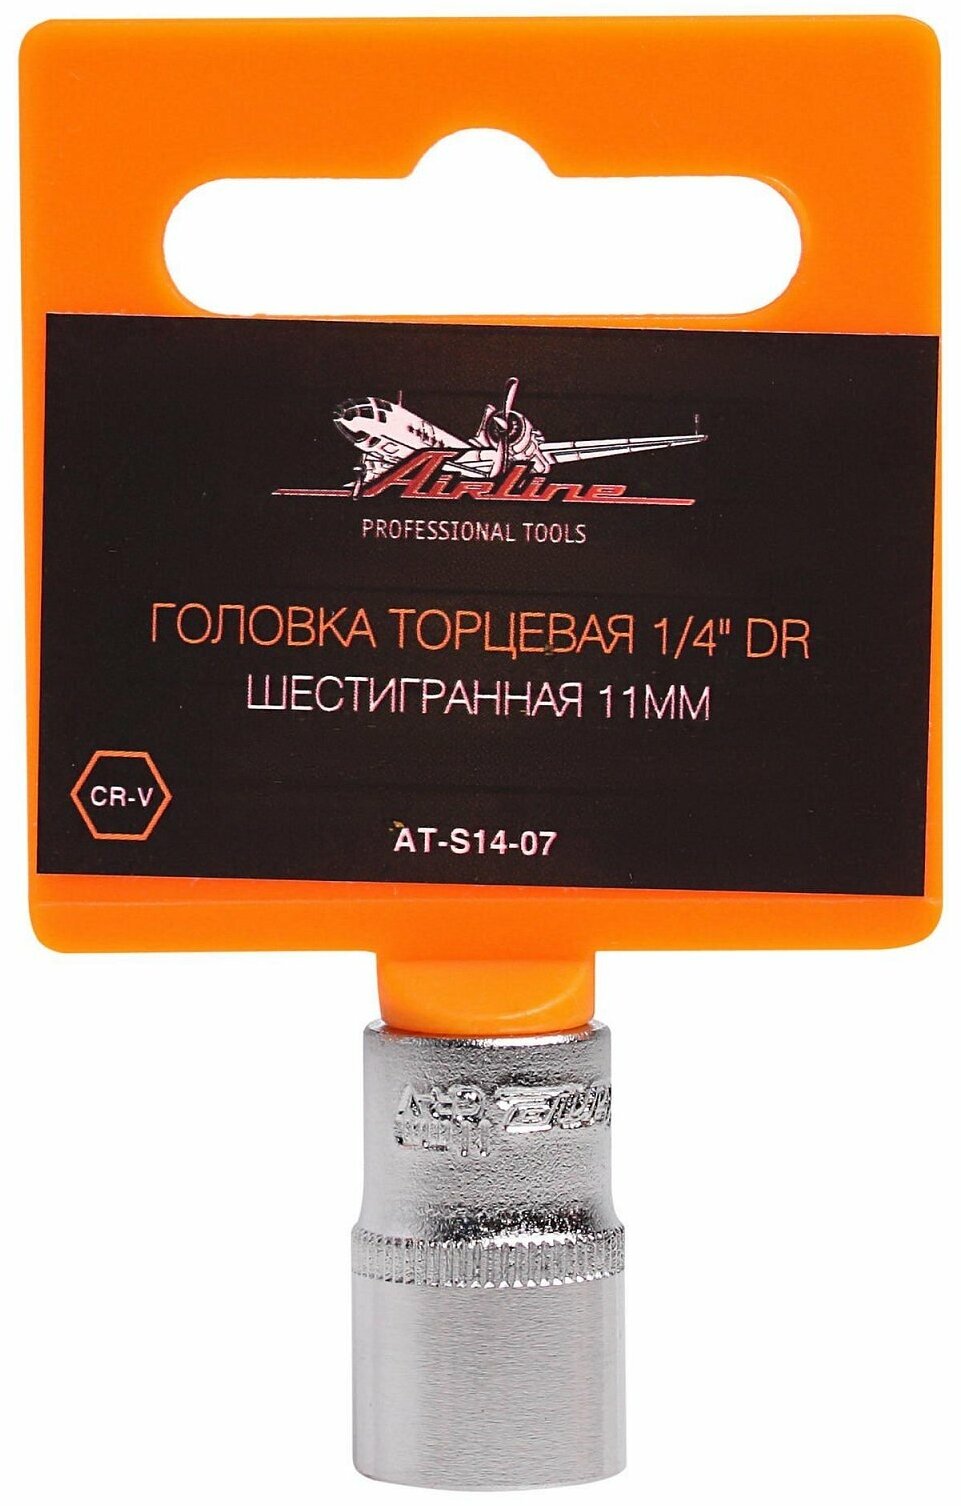 AirLine
PROFESSIONAL TOOLS
ГОЛОВКА ТОРЦЕВАЯ 1/4" DR
ШЕСТИГРАННАЯ 11ММ
CR-V
AT-S14-07